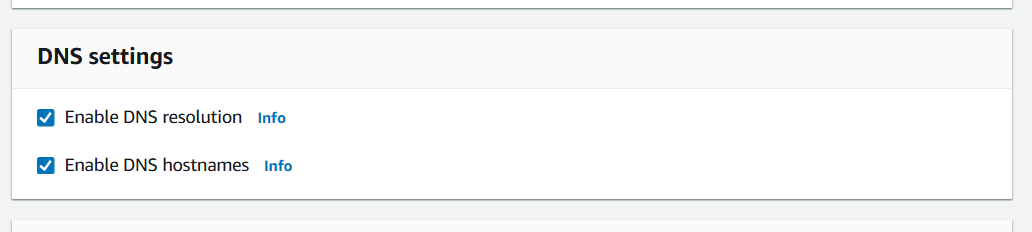 DNS settings
Enable DNS resolution Info
Enable DNS hostnames Info